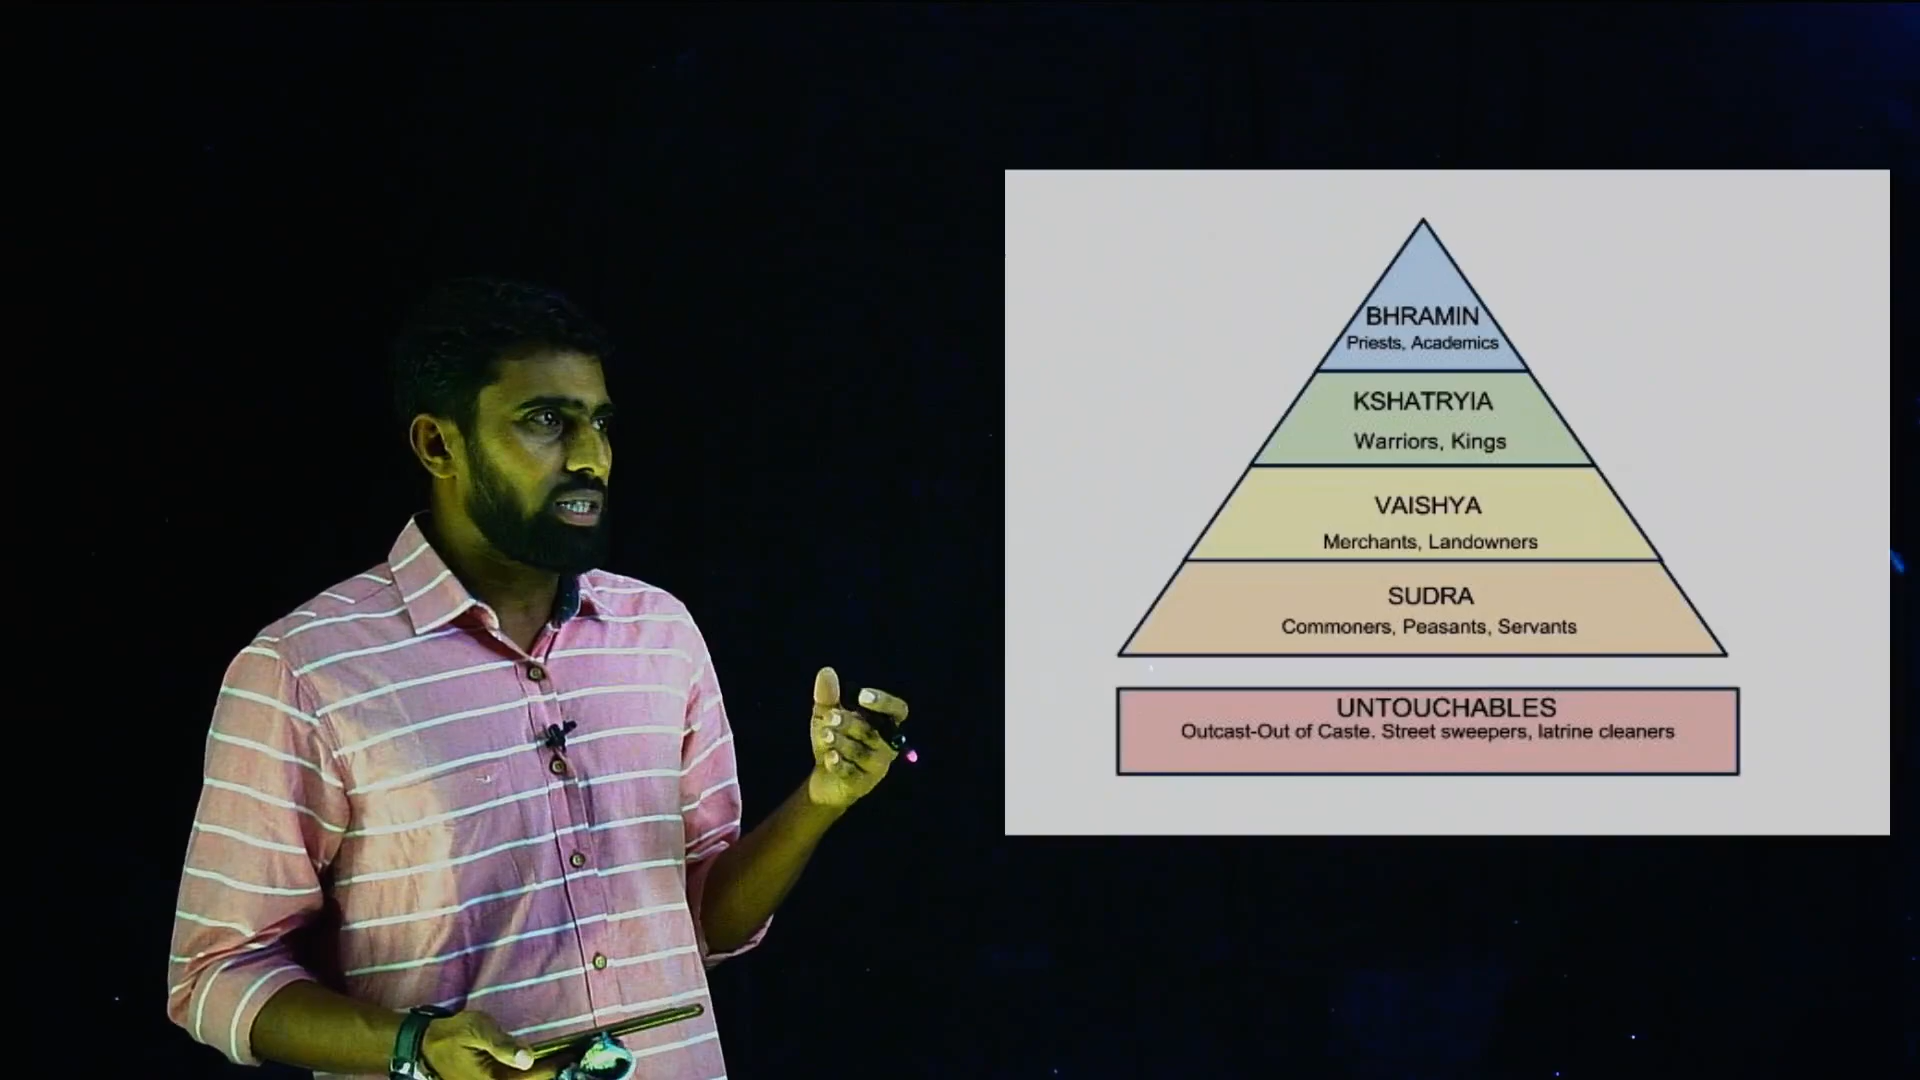 BHRAMIN
Priests, Academics
KSHATRYIA
Warriors, Kings
VAISHYA
Merchants, Landowners
SUDRA
Commoners, Peasants, Servants
UNTOUCHABLES
Outcast-Out of Caste. Street sweepers, latrine cleaners